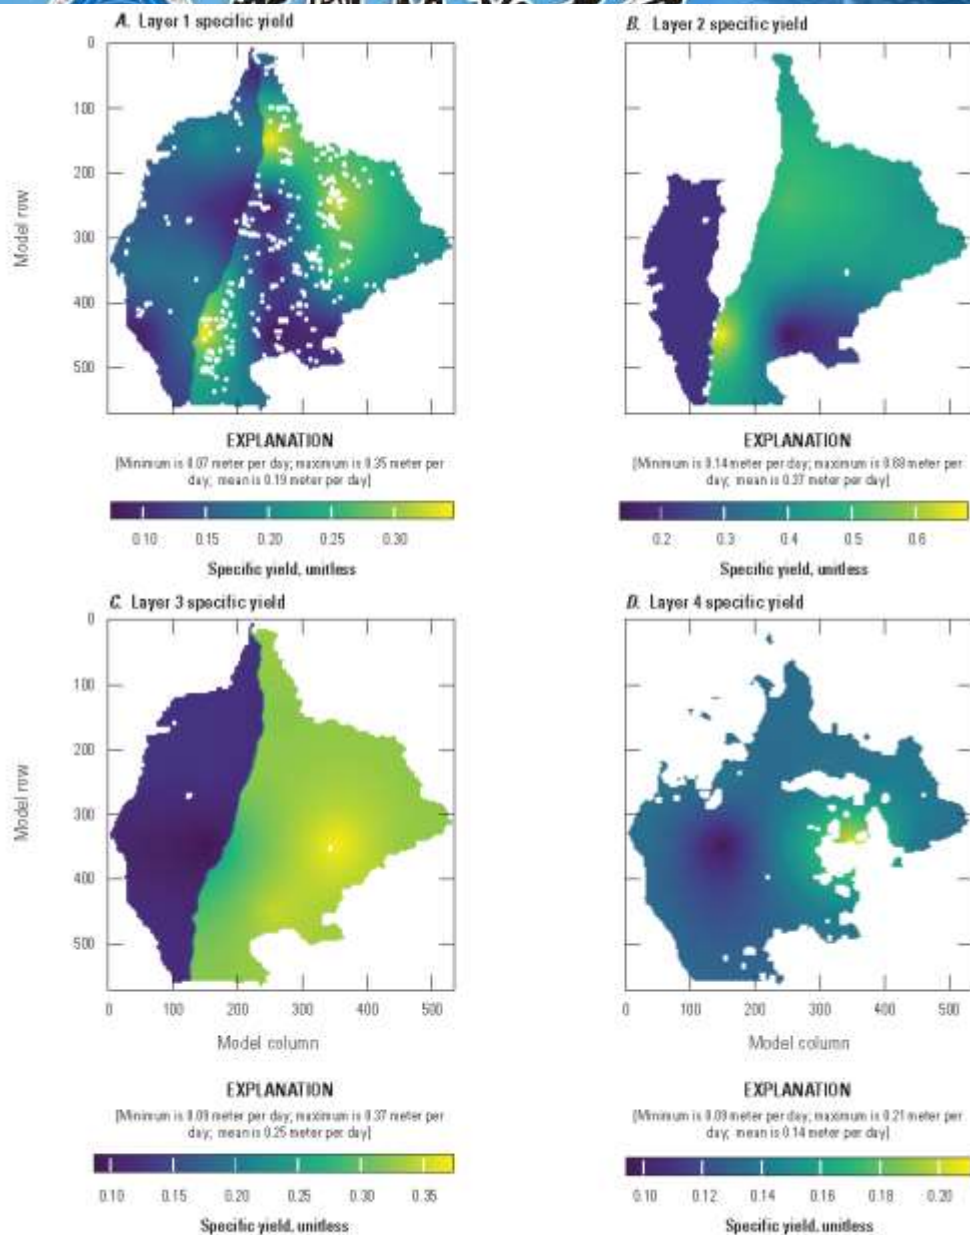 A. Layer 1 specific yield
B. Layer 2 specific yield
0
100
200
300
400
500
Model row
EXPLANATION
[Minimum is 0.07 meter per day; maximum is 0.35 meter per
day; mean is 0.19 meter per day]
0.10 0.15 0.20 0.25 0.30
Specific yield, unitless
EXPLANATION
[Minimum is 0.14 meter per day; maximum is 0.68 meter per
day; mean is 0.37 meter per day]
0.2 0.3 0.4 0.5 0.6
Specific yield, unitless
C. Layer 3 specific yield
D. Layer 4 specific yield
0
100
200
300
400
500
Model row
0 100 200 300 400 500
Model column
0 100 200 300 400 500
Model column
EXPLANATION
[Minimum is 0.09 meter per day; maximum is 0.37 meter per
day; mean is 0.25 meter per day]
0.10 0.15 0.20 0.25 0.30 0.35
Specific yield, unitless
EXPLANATION
[Minimum is 0.09 meter per day; maximum is 0.21 meter per
day; mean is 0.14 meter per day]
0.10 0.12 0.14 0.16 0.18 0.20
Specific yield, unitless